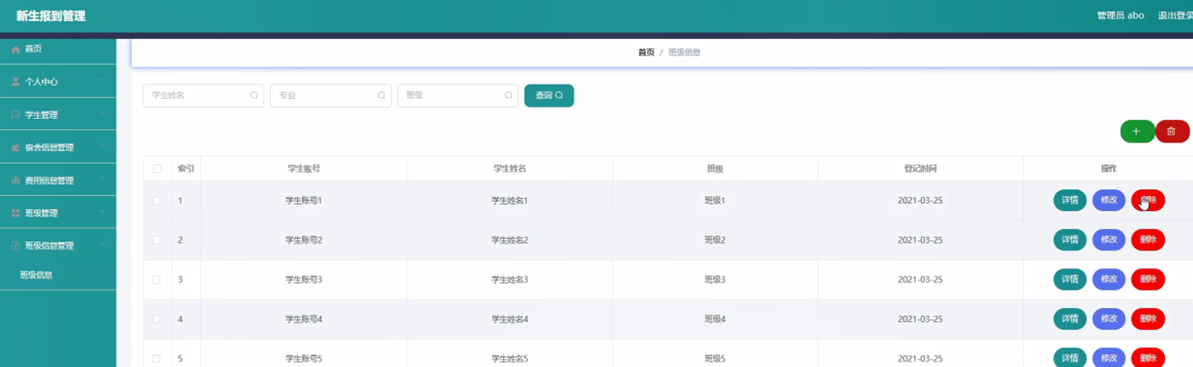 新生报到管理
管理员 abo 退出登录
首页
个人中心
学生管理
宿舍信息管理
费用信息管理
班级管理
班级信息管理
班级信息
首页 / 班级信息
学生姓名 专业 班级 查询
索引 学生账号 学生姓名 班级 登记时间 操作
1 学生账号1 学生姓名1 班级1 2021-03-25 详情 修改 删除
2 学生账号2 学生姓名2 班级2 2021-03-25 详情 修改 删除
3 学生账号3 学生姓名3 班级3 2021-03-25 详情 修改 删除
4 学生账号4 学生姓名4 班级4 2021-03-25 详情 修改 删除
5 学生账号5 学生姓名5 班级5 2021-03-25 详情 修改 删除